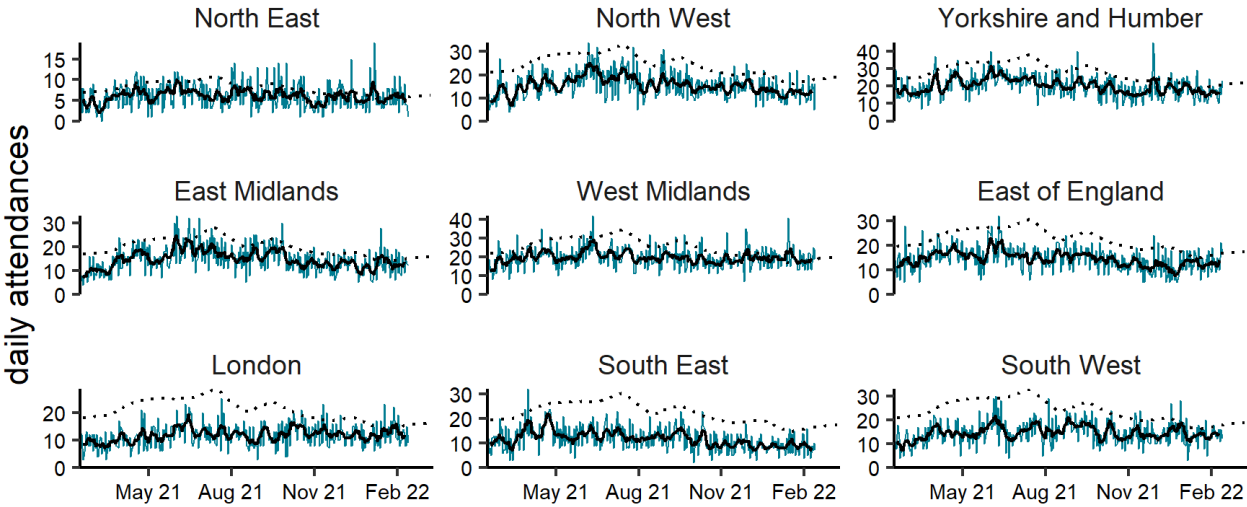 North East
North West
Yorkshire and Humber
15
10
5
0
30
20
10
0
40
30
20
10
0
daily attendances
East Midlands
West Midlands
East of England
30
20
10
0
40
30
20
10
0
30
20
10
0
London
South East
South West
20
10
0
30
20
10
0
30
20
10
0
May 21 Aug 21 Nov 21 Feb 22
May 21 Aug 21 Nov 21 Feb 22
May 21 Aug 21 Nov 21 Feb 22